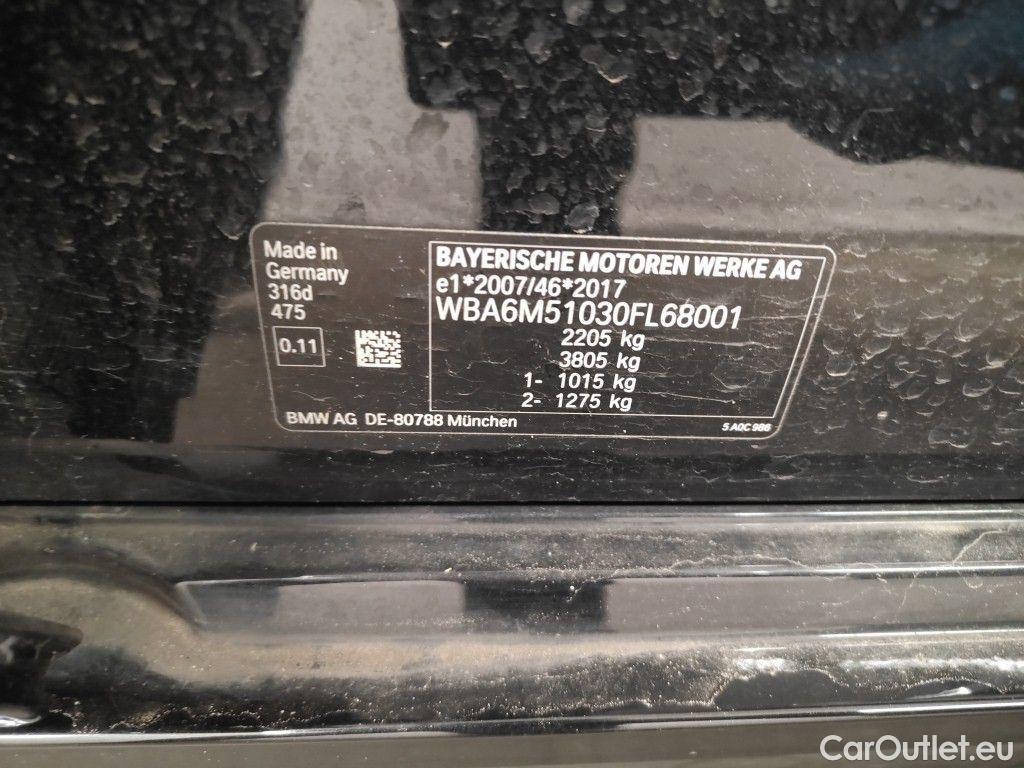 Made in
Germany
316d
475
0.11
BMW AG DE-80788 München
BAYERISCHE MOTOREN WERKE AG
e1*2007/46*2017
WBA6M51030FL68001
2205 kg
3805 kg
1- 1015 kg
2- 1275 kg
5 A0C 986
CarOutlet.eu